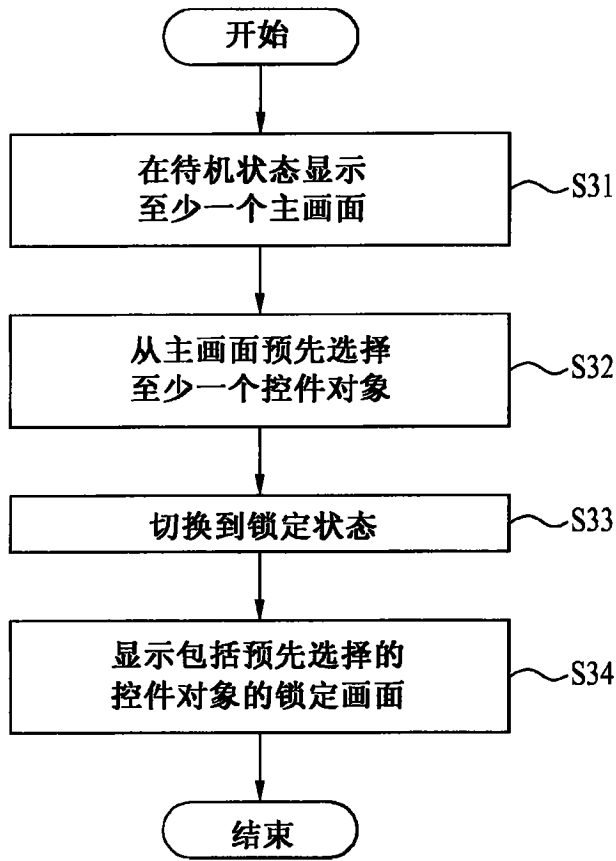 开始
在待机状态显示
至少一个主画面
S31
从主画面预先选择
至少一个控件对象
S32
切换到锁定状态
S33
显示包括预先选择的
控件对象的锁定画面
S34
结束